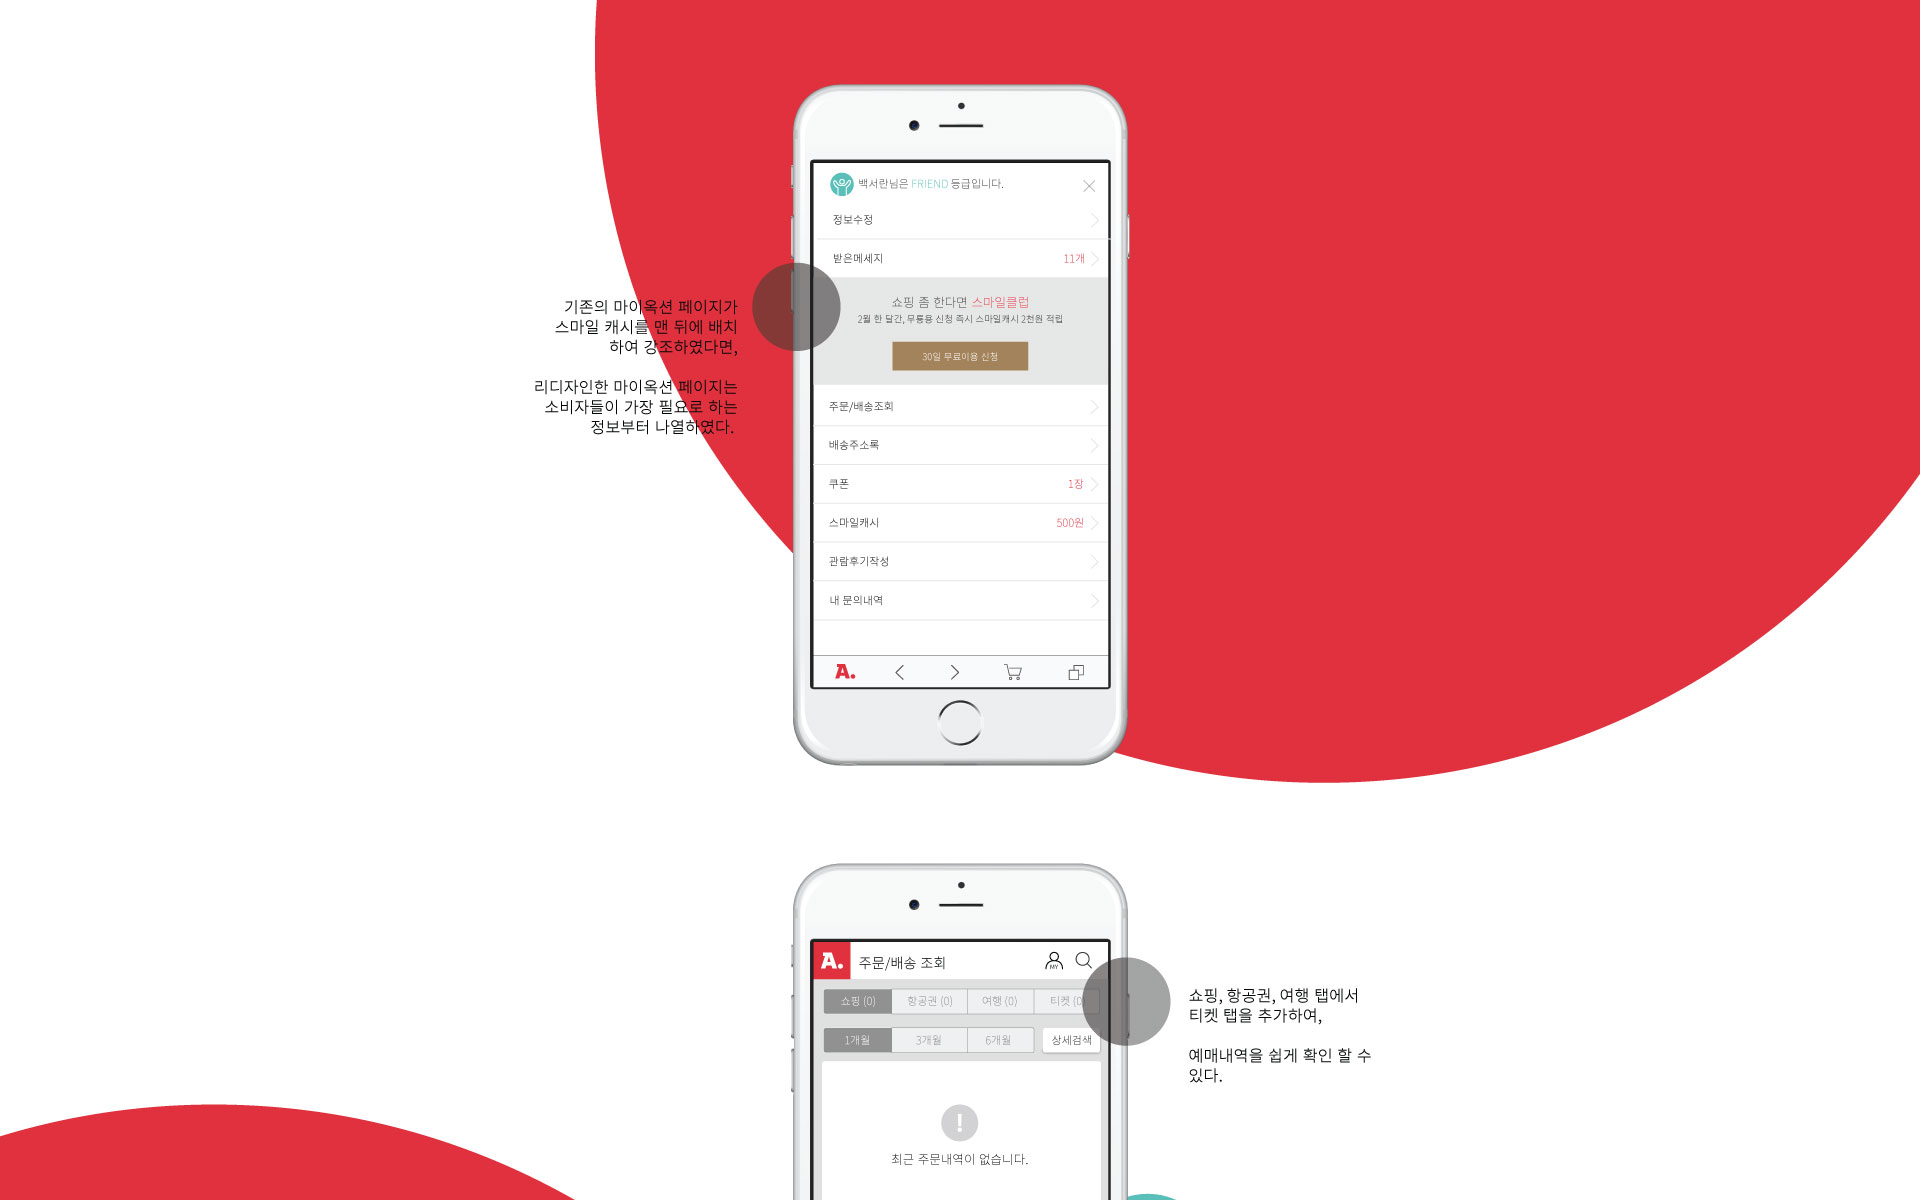 백서란님은 FRIEND 등급입니다.
정보수정
받은메세지 11개
쇼핑 좀 한다면 스마일클럽
2월 한 달간, 무통용 신청 즉시 스마일캐시 2천원 적립
30일 무료이용 신청
주문/배송조회
배송주소록
쿠폰 1장
스마일캐시 500원
관람후기작성
내 문의내역
A.
기존의 마이옥션 페이지가
스마일 캐시를 맨 뒤에 배치
하여 강조하였다면,
리디자인한 마이옥션 페이지는
소비자들이 가장 필요로 하는
정보부터 나열하였다.
A. 주문/배송 조회 MY
쇼핑 (0) 항공권 (0) 여행 (0) 티켓 (0)
1개월 3개월 6개월 상세검색
!
최근 주문내역이 없습니다.
쇼핑, 항공권, 여행 탭에서
티켓 탭을 추가하여,
예매내역을 쉽게 확인 할 수
있다.